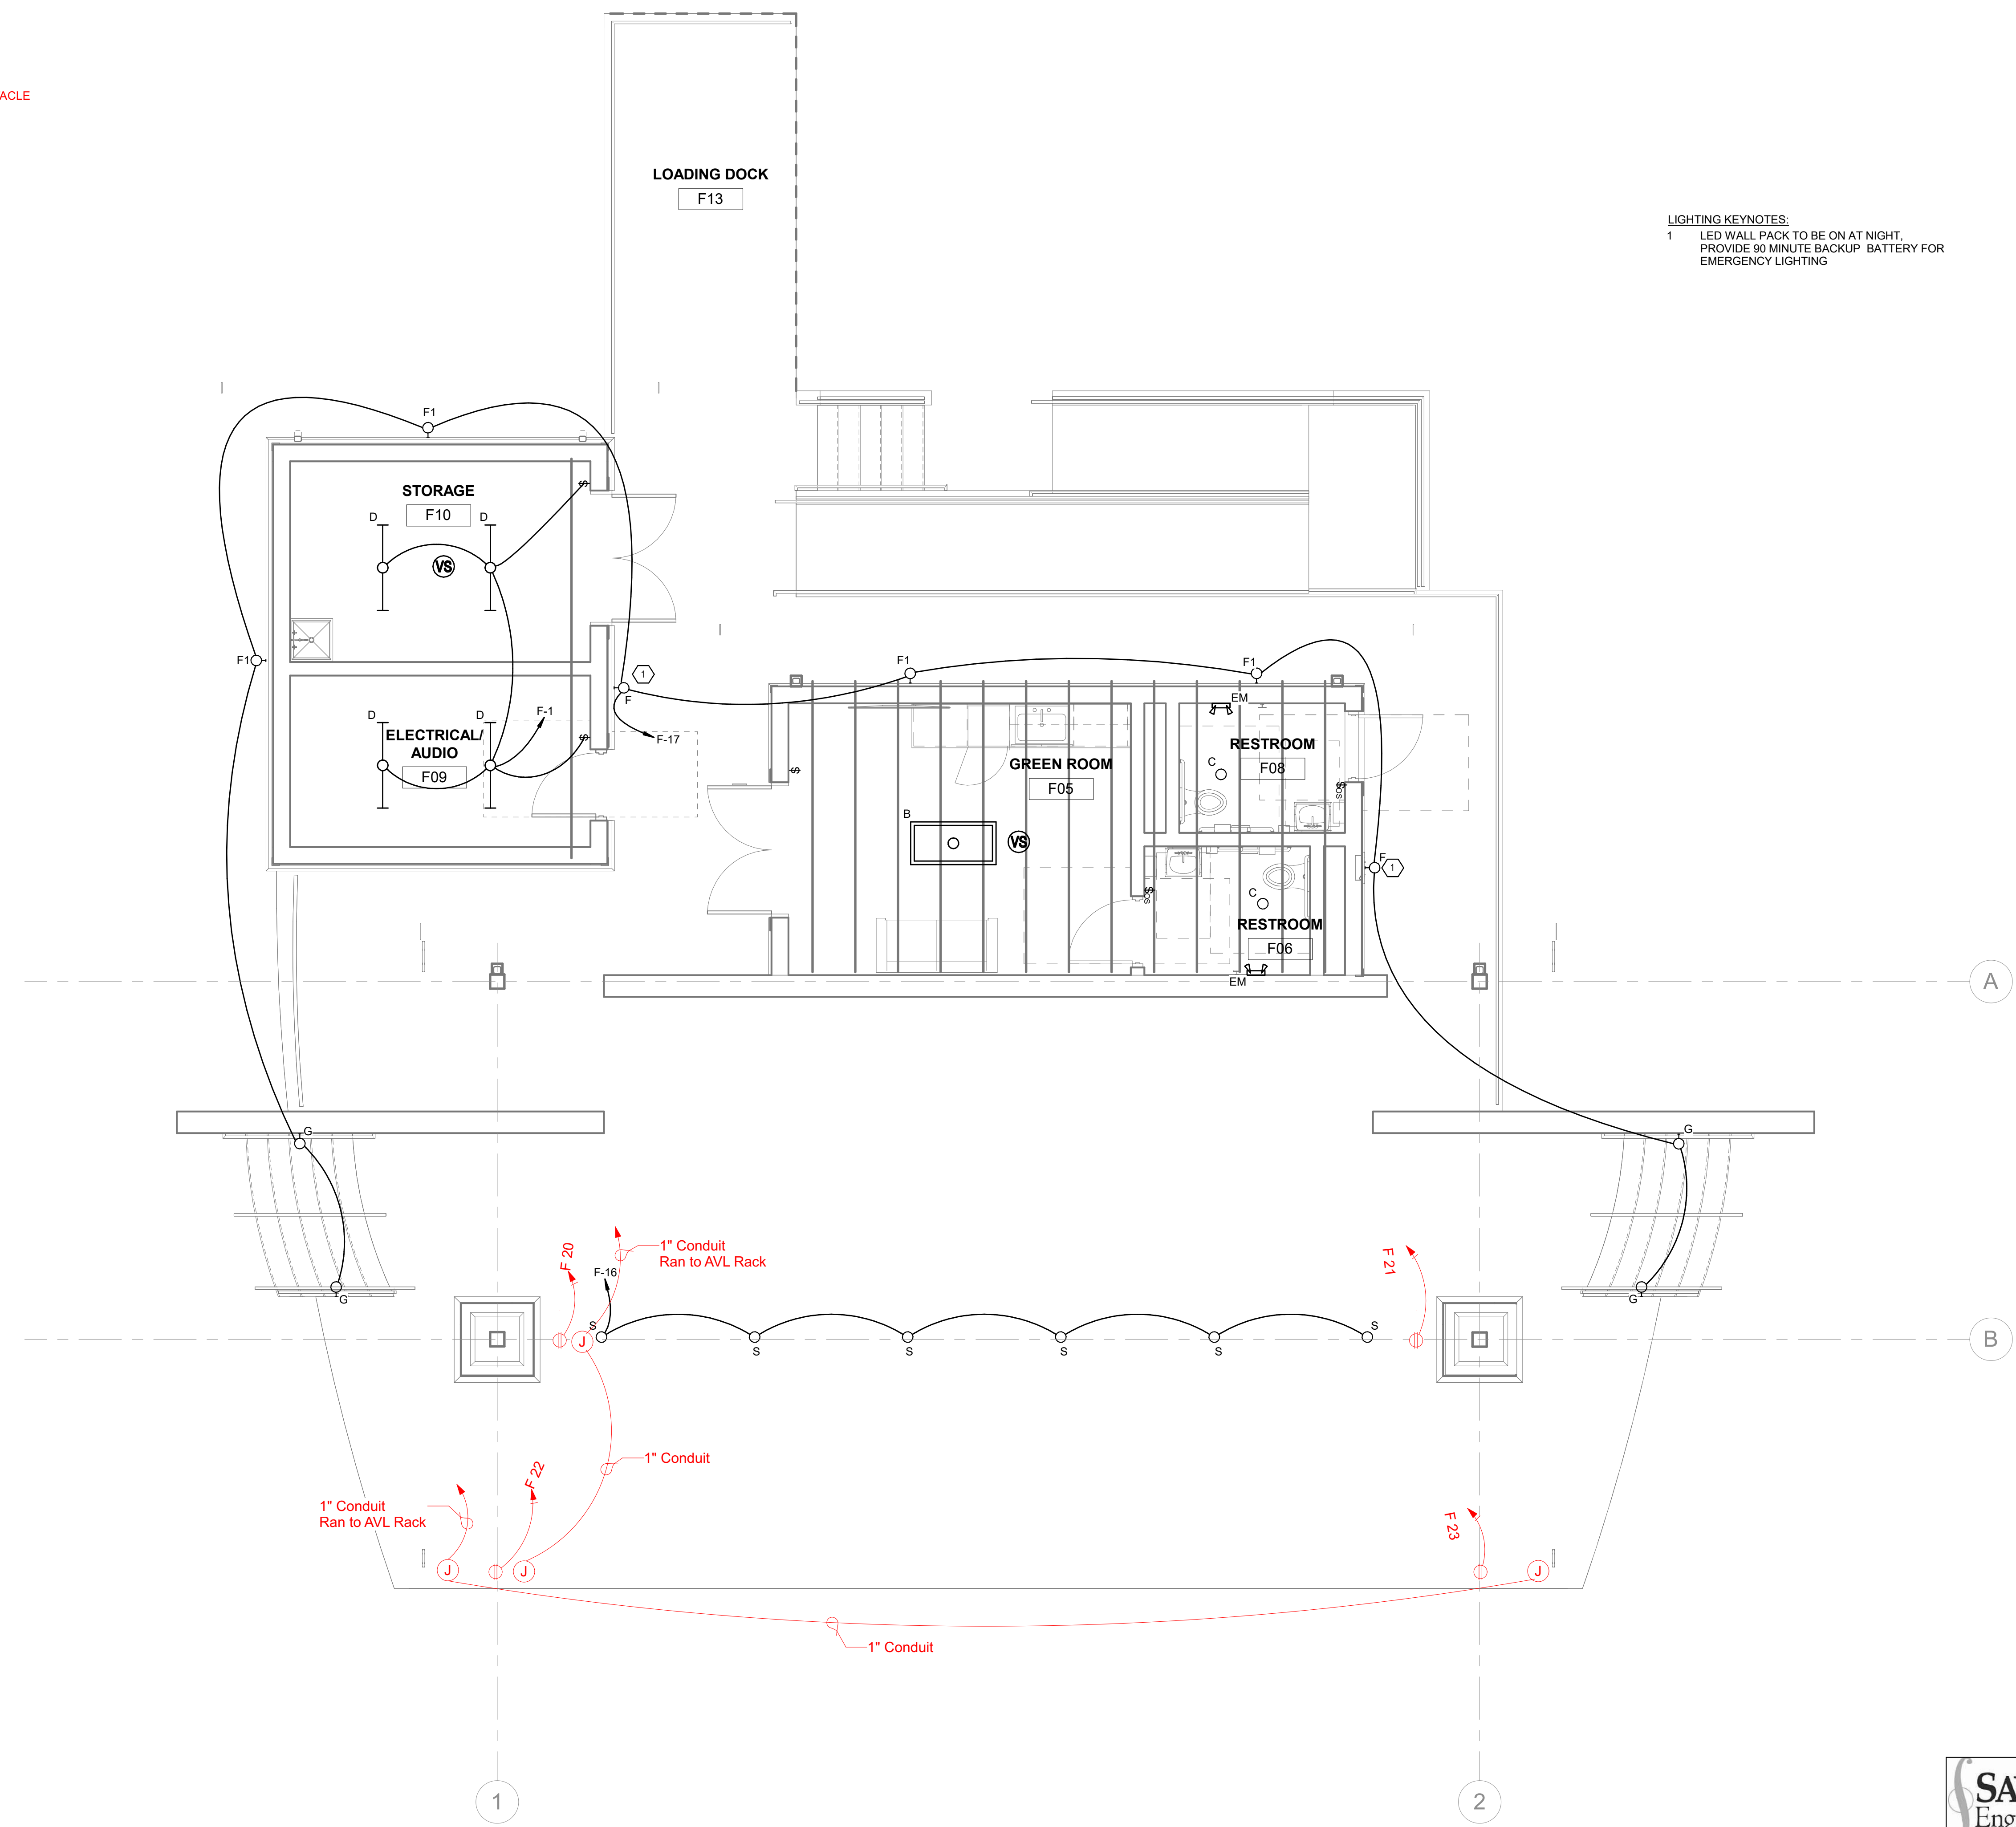 ACLE
LOADING DOCK
F13
LIGHTING KEYNOTES:
1 LED WALL PACK TO BE ON AT NIGHT,
PROVIDE 90 MINUTE BACKUP BATTERY FOR
EMERGENCY LIGHTING
F1
STORAGE
F10
$
D
D
VS
F1
1
F
F1
F1
F-17
D
D
F-1
ELECTRICAL/
AUDIO
F09
$
EM
RESTROOM
F08
C
$
SOS
GREEN ROOM
F05
$
B
VS
F
1
$
SOS
C
RESTROOM
F06
EM
A
G
G
G
G
F 20
1" Conduit
Ran to AVL Rack
F-16
F 21
S
J
S
S
S
S
S
B
1" Conduit
F 22
1" Conduit
Ran to AVL Rack
F 23
J
J
J
1" Conduit
1
2